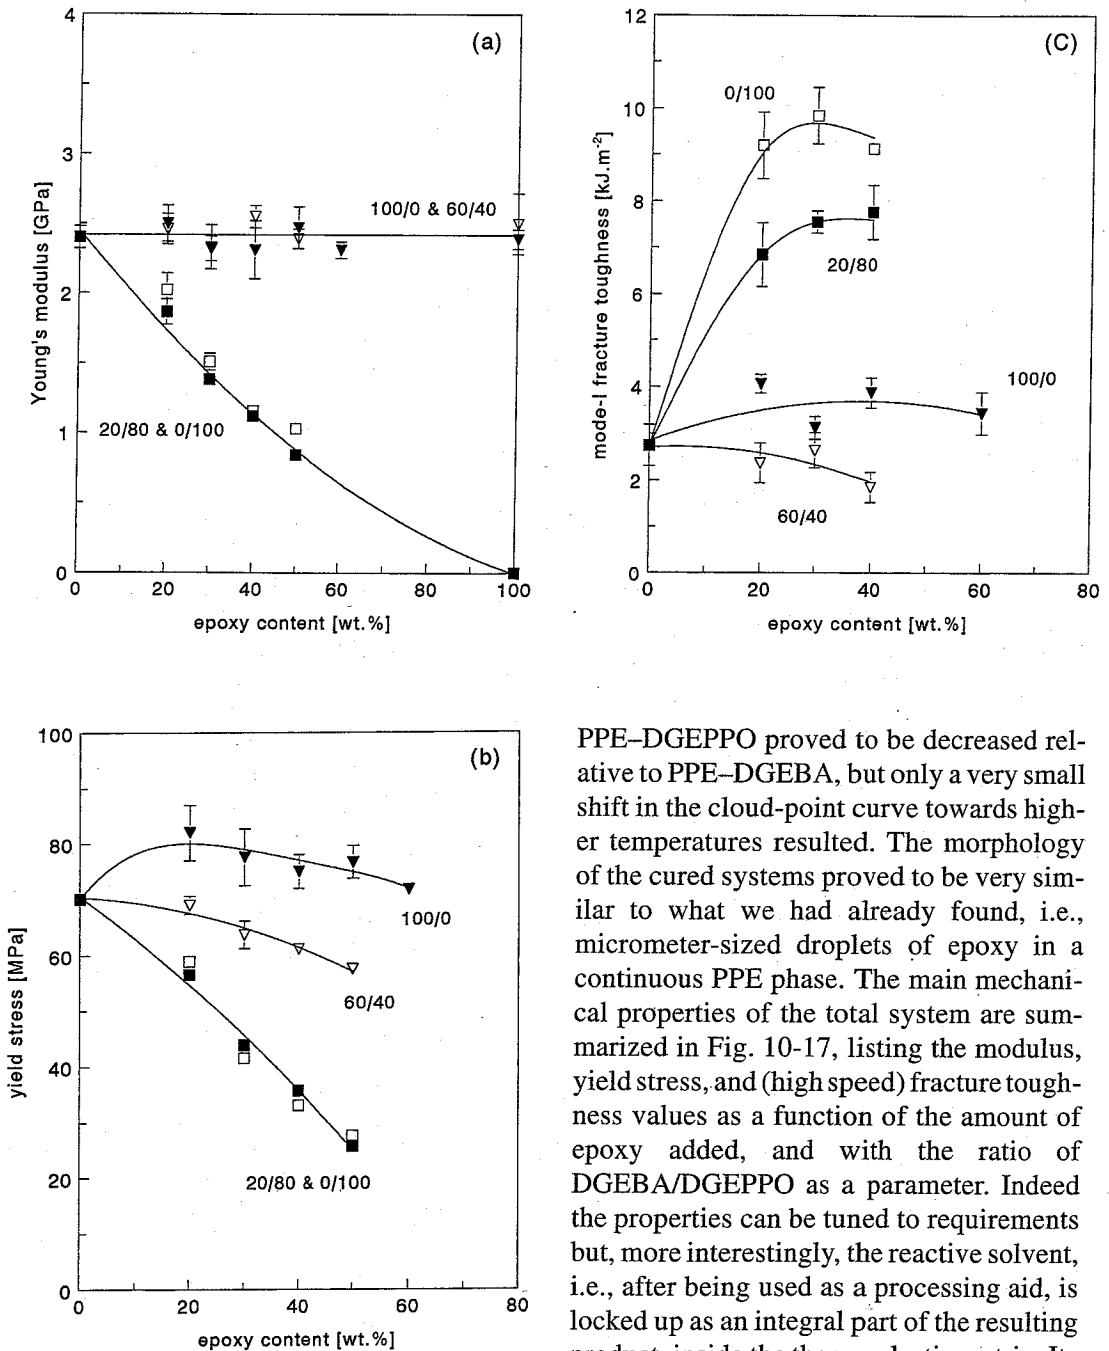 4
(a)
3
100/0 & 60/40
2
20/80 & 0/100
1
0
0
20
40
60
80
100
Young's modulus [GPa]
epoxy content [wt.%]
12
(C)
0/100
10
8
20/80
6
100/0
4
2
60/40
0
0
20
40
60
80
mode-I fracture toughness [kJ.m-2]
epoxy content [wt.%]
100
(b)
80
100/0
60
60/40
40
20/80 & 0/100
20
0
0
20
40
60
80
yield stress [MPa]
epoxy content [wt.%]
PPE–DGEPPO proved to be decreased rel-
ative to PPE–DGEBA, but only a very small
shift in the cloud-point curve towards high-
er temperatures resulted. The morphology
of the cured systems proved to be very sim-
ilar to what we had already found, i.e.,
micrometer-sized droplets of epoxy in a
continuous PPE phase. The main mechani-
cal properties of the total system are sum-
marized in Fig. 10-17, listing the modulus,
yield stress, and (high speed) fracture tough-
ness values as a function of the amount of
epoxy added, and with the ratio of
DGEBA/DGEPPO as a parameter. Indeed
the properties can be tuned to requirements
but, more interestingly, the reactive solvent,
i.e., after being used as a processing aid, is
locked up as an integral part of the resulting